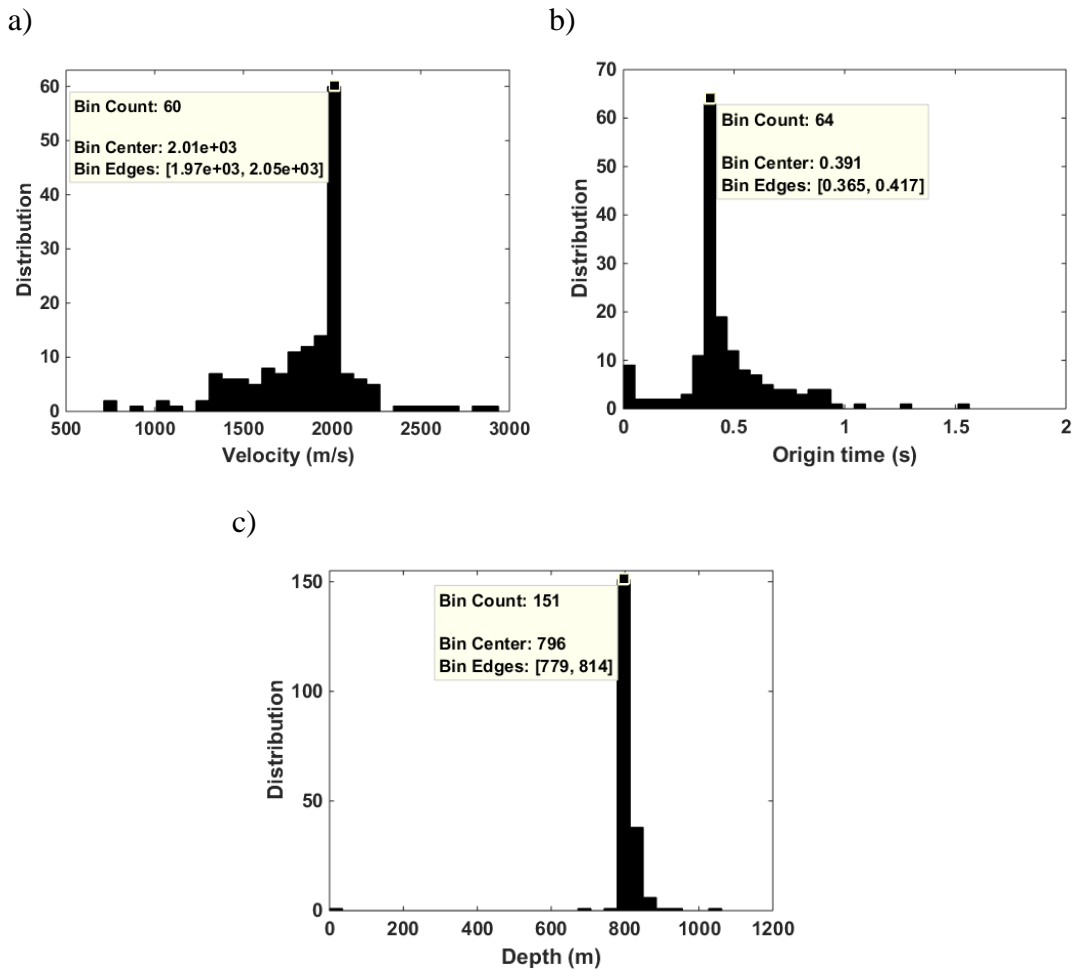 a)
60
50
40
30
20
10
0
Distribution
Bin Count: 60
Bin Center: 2.01e+03
Bin Edges: [1.97e+03, 2.05e+03]
500 1000 1500 2000 2500 3000
Velocity (m/s)
b)
70
60
50
40
30
20
10
0
Distribution
Bin Count: 64
Bin Center: 0.391
Bin Edges: [0.365, 0.417]
0 0.5 1 1.5 2
Origin time (s)
c)
150
100
50
0
Distribution
Bin Count: 151
Bin Center: 796
Bin Edges: [779, 814]
0 200 400 600 800 1000 1200
Depth (m)